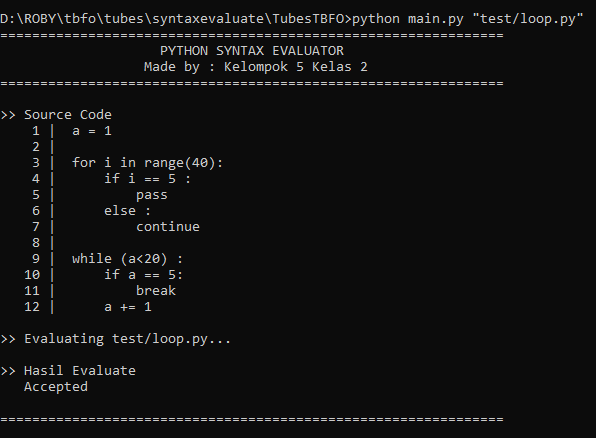 D:\ROBY\tbfo\tubes\syntaxevaluate\TubesTBFO>python main.py "test/loop.py"
===============================================================
PYTHON SYNTAX EVALUATOR
Made by : Kelompok 5 Kelas 2
===============================================================
>> Source Code
1 |  a = 1
2 |
3 |  for i in range(40):
4 |      if i == 5 :
5 |          pass
6 |      else :
7 |          continue
8 |
9 |  while (a<20) :
10 |      if a == 5:
11 |          break
12 |      a += 1
>> Evaluating test/loop.py...
>> Hasil Evaluate
Accepted
===============================================================